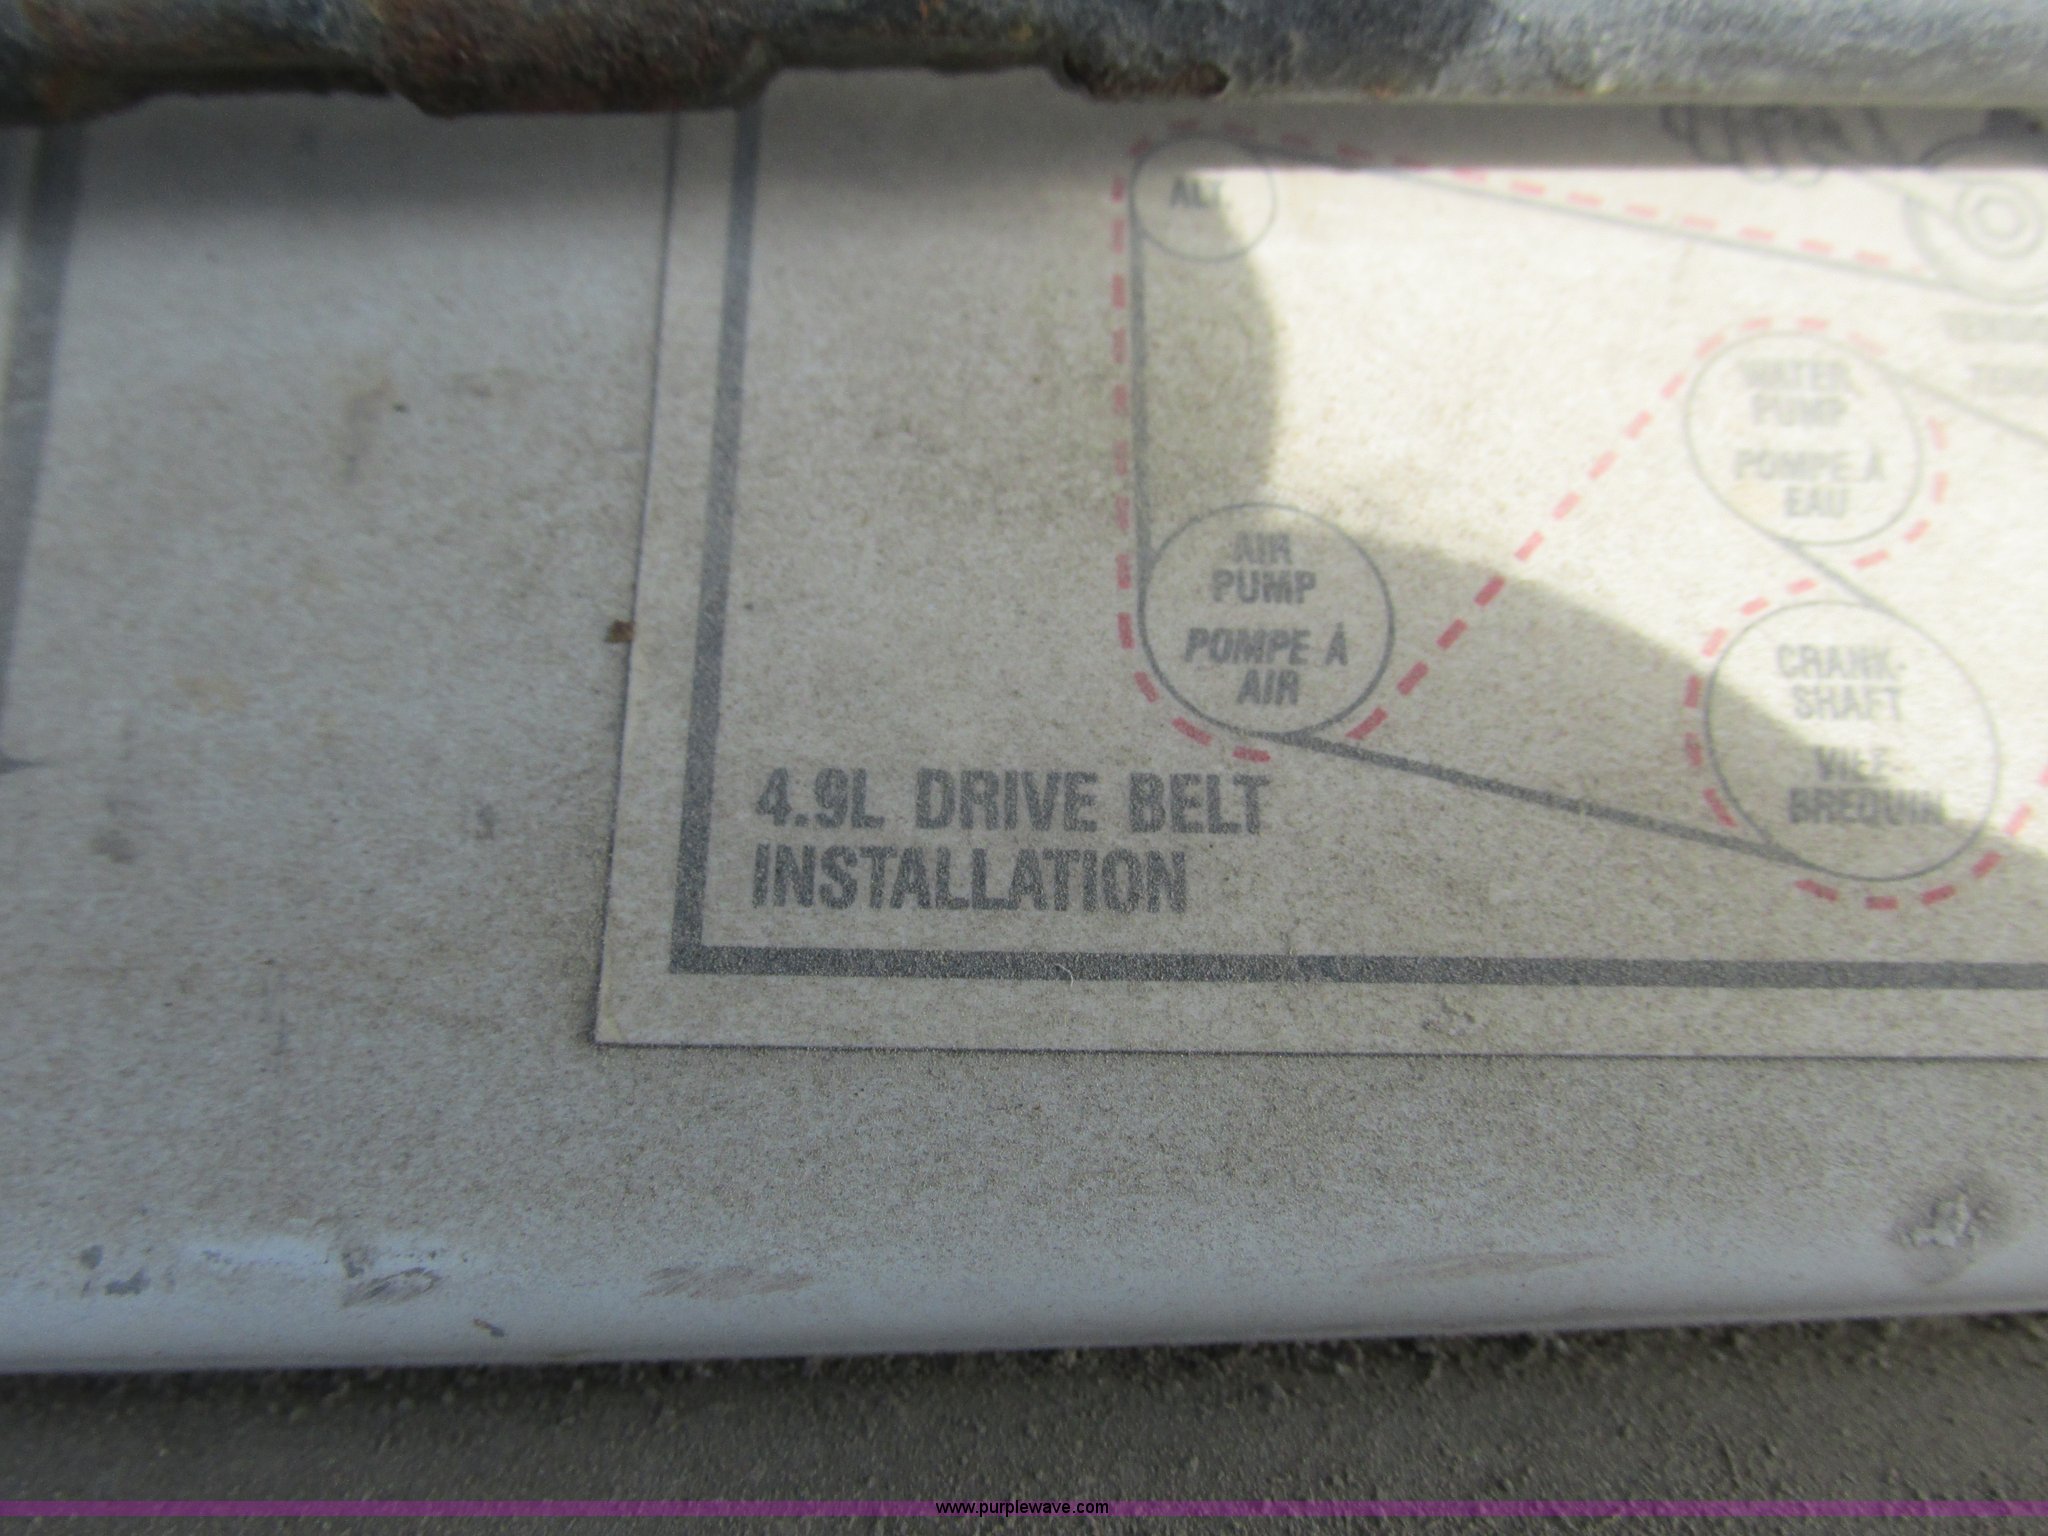 ALT.
WATER
PUMP
POMPE À
EAU
AIR
PUMP
POMPE À
AIR
CRANK-
SHAFT
VILE
BREQUIN
4.9L DRIVE BELT
INSTALLATION
www.purplewave.com